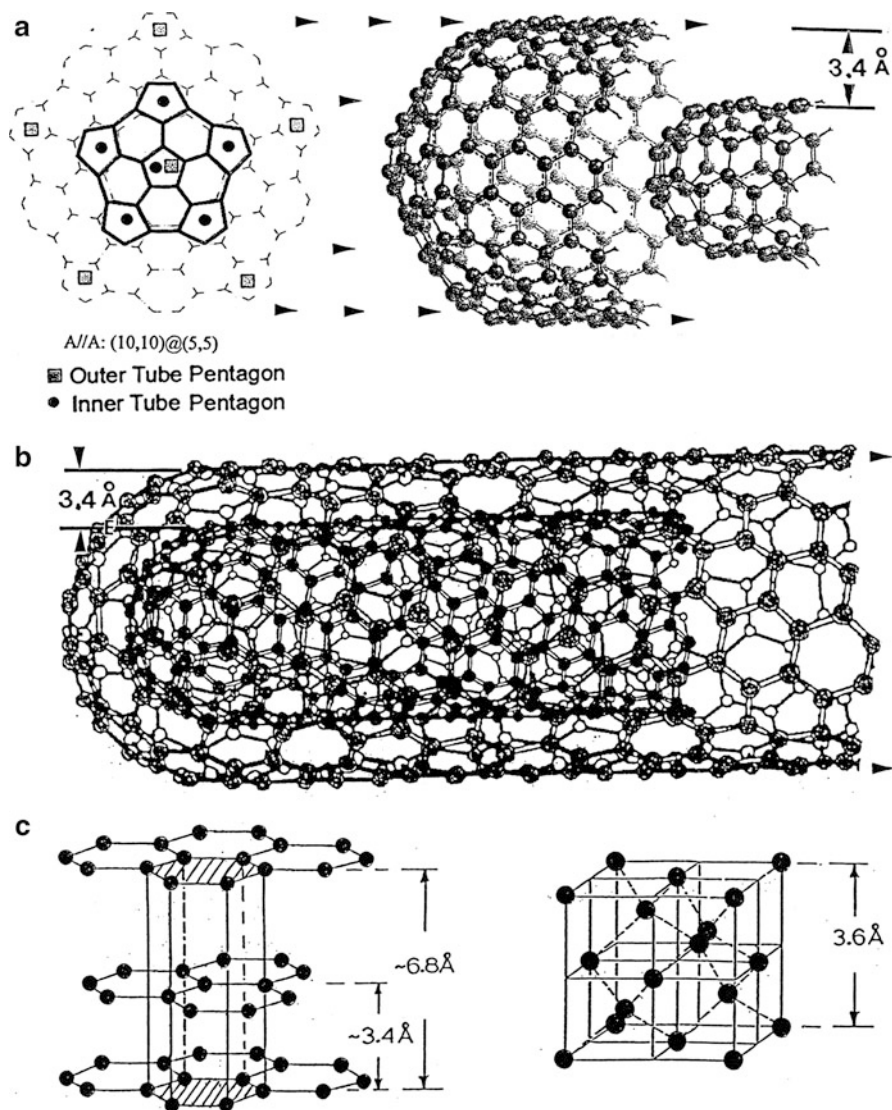 a
3.4 Å
A//A: (10,10)@(5,5)
Outer Tube Pentagon
Inner Tube Pentagon
b
3.4 Å
E
c
~6.8Å
~3.4Å
3.6Å